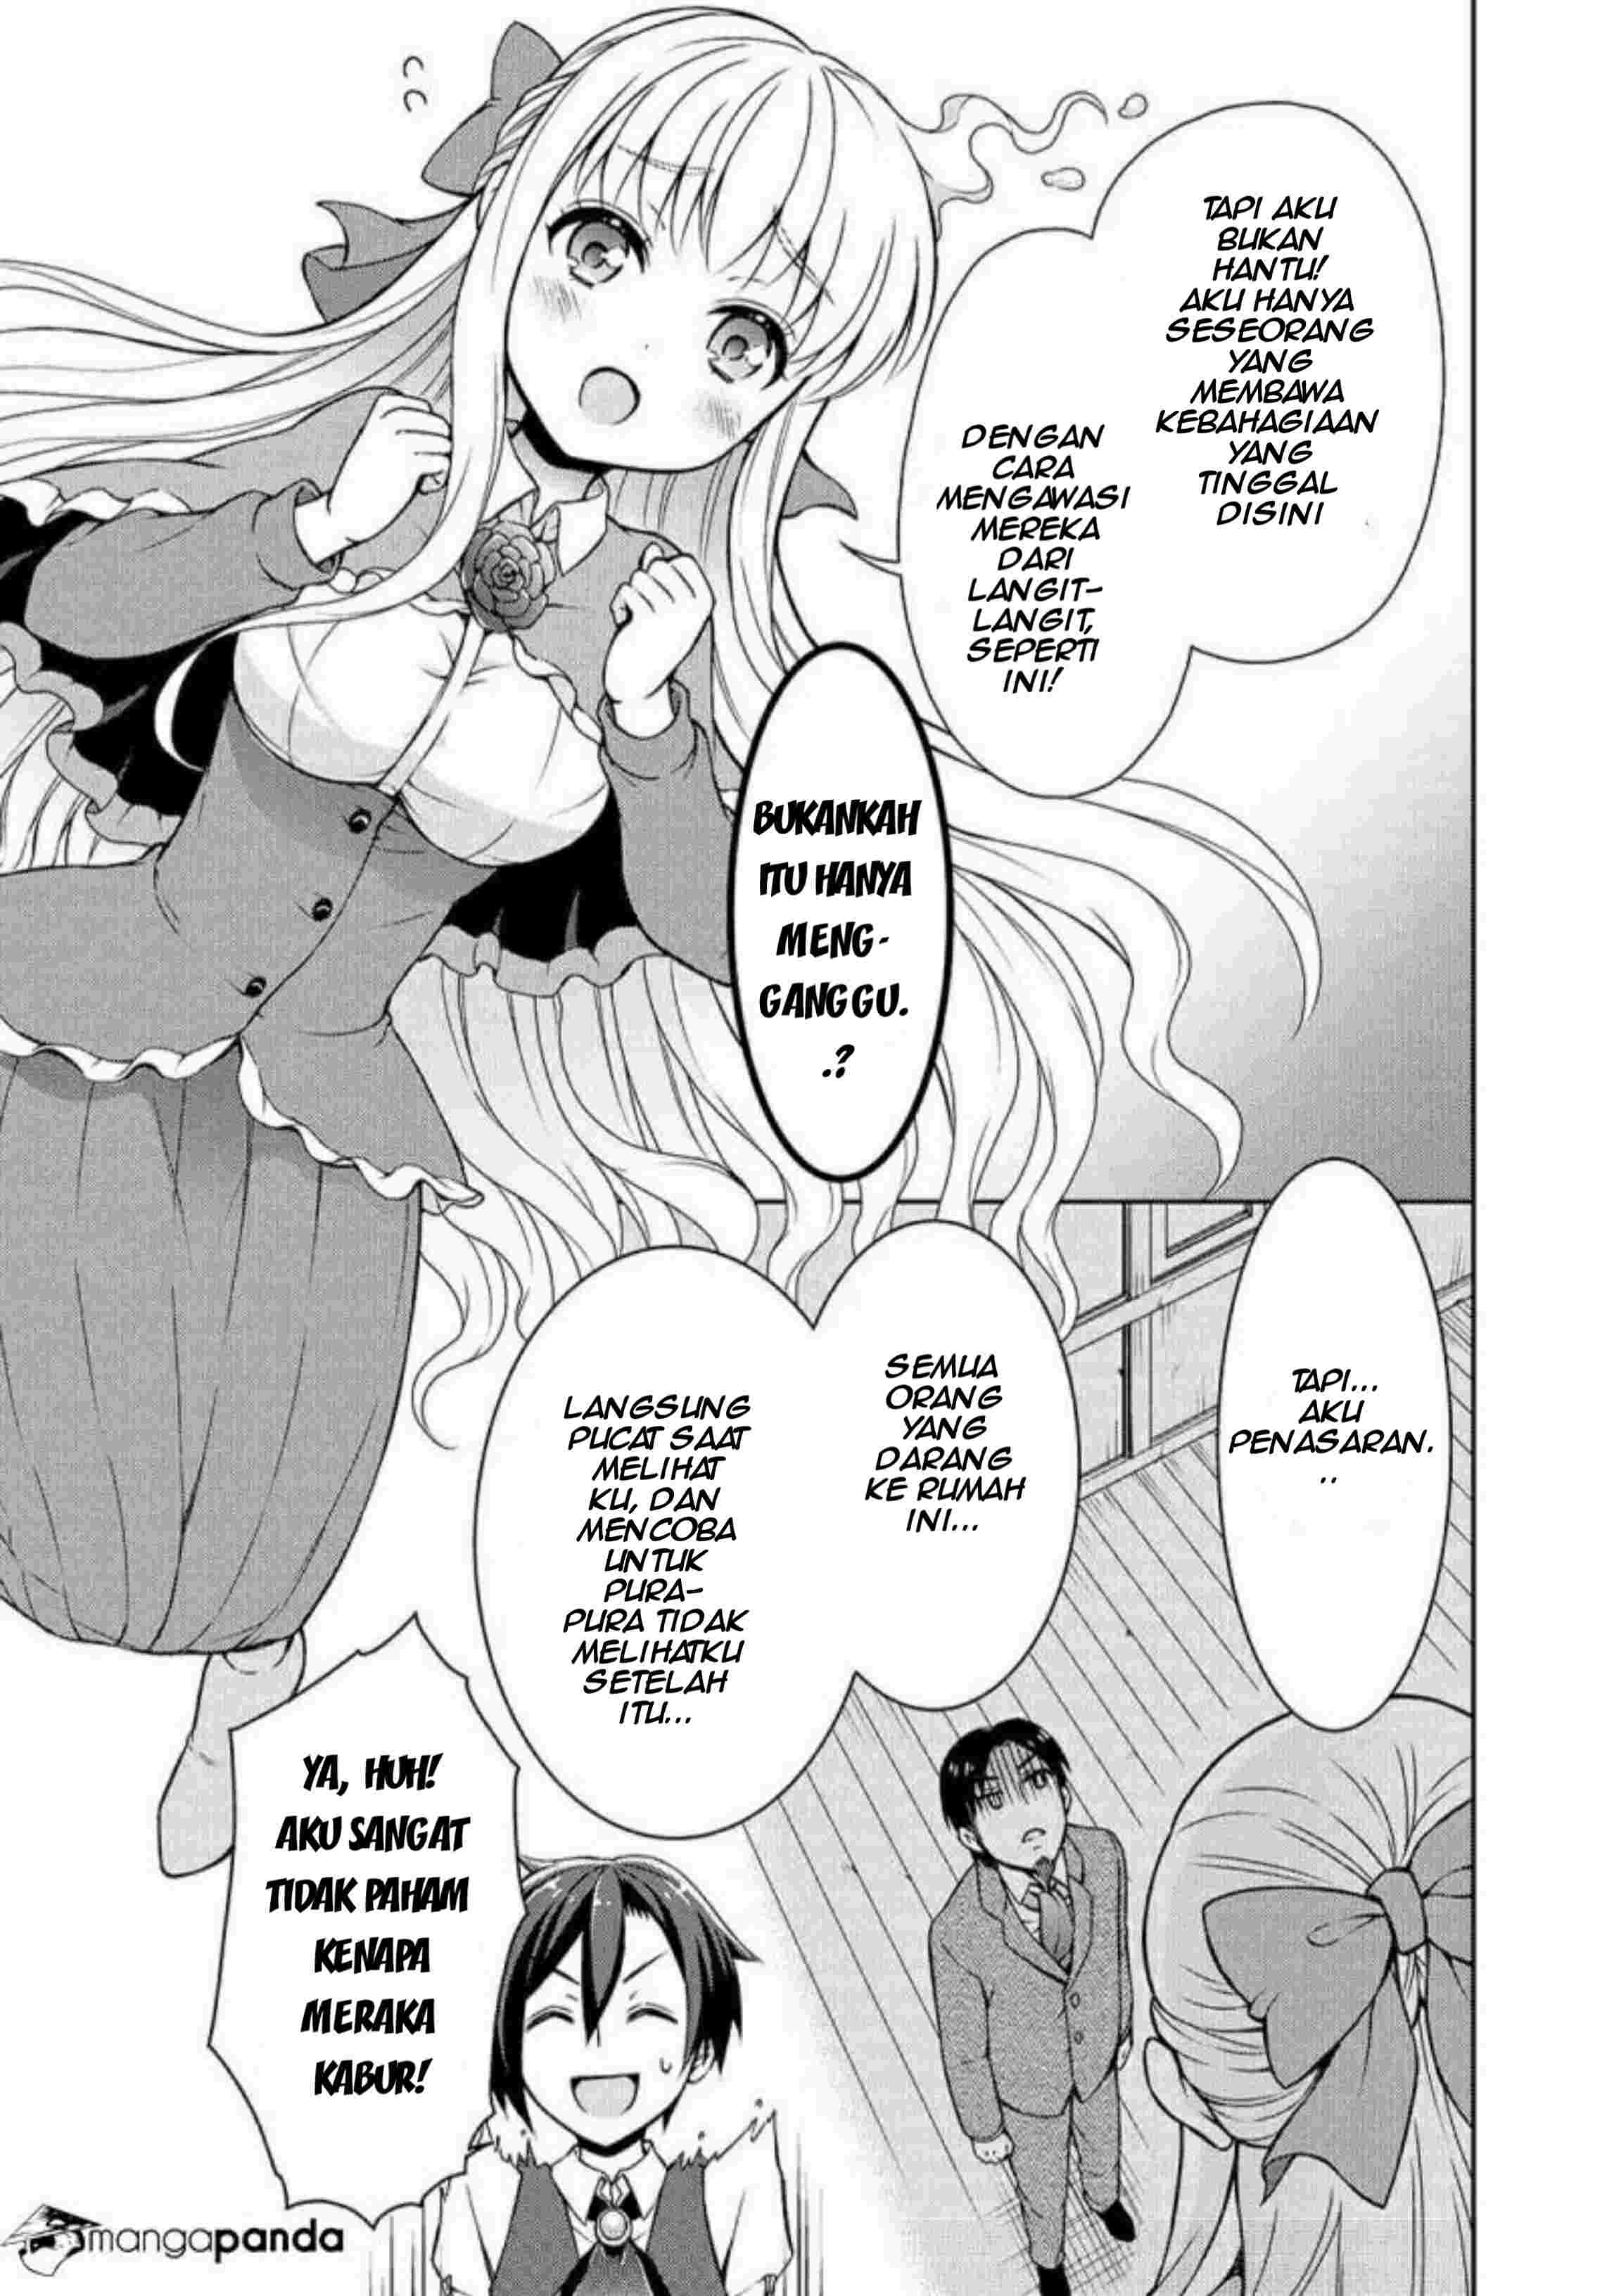 TAPI AKU
BUKAN
HANTU!
AKU HANYA
SESEORANG
YANG
MEMBAWA
KEBAHAGIAAN
YANG
TINGGAL
DISINI
DENGAN
CARA
MENGAWASI
MEREKA
DARI
LANGIT-
LANGIT,
SEPERTI
INI!
BUKANKAH
ITU HANYA
MENG-
GANGGU.
.?
TAPI...
AKU
PENASARAN.
..
SEMUA
ORANG
YANG
DARANG
KE RUMAH
INI...
LANGSUNG
PUCAT SAAT
MELIHAT
KU, DAN
MENCOBA
UNTUK
PURA-
PURA TIDAK
MELIHATKU
SETELAH
ITU...
YA, HUH!
AKU SANGAT
TIDAK PAHAM
KENAPA
MERAKA
KABUR!
mangapanda